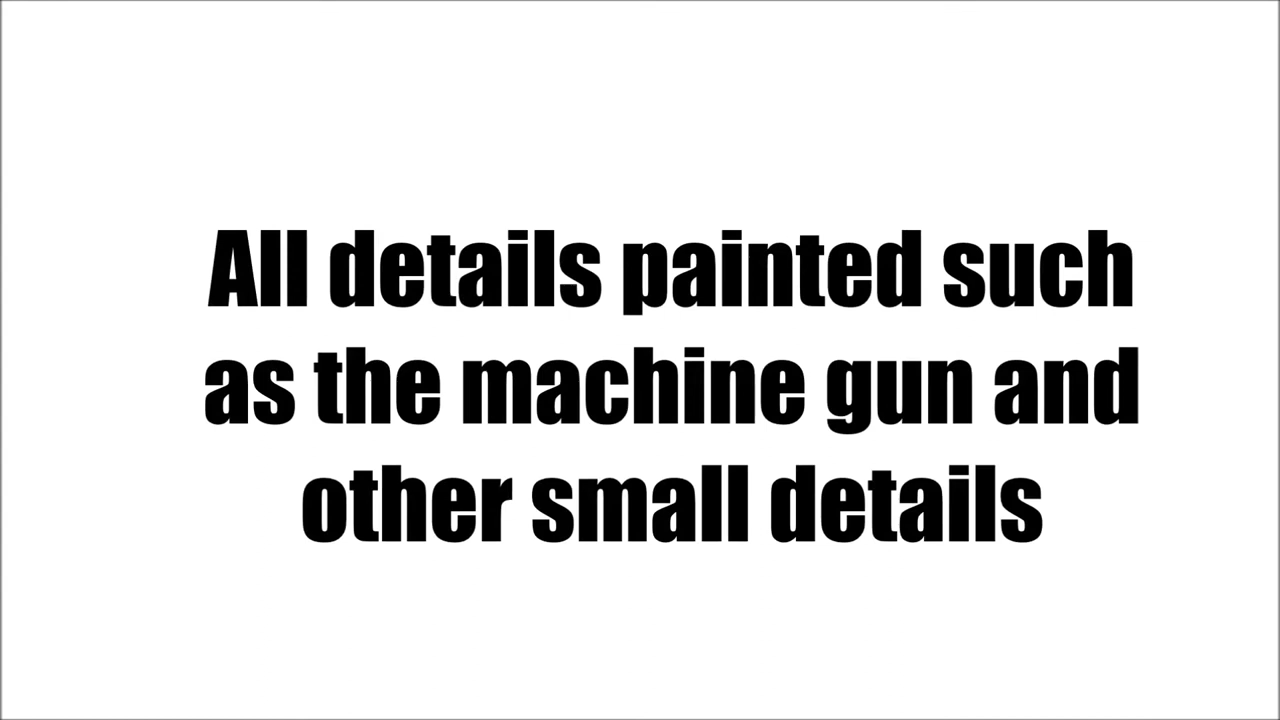 All details painted such
as the machine gun and
other small details